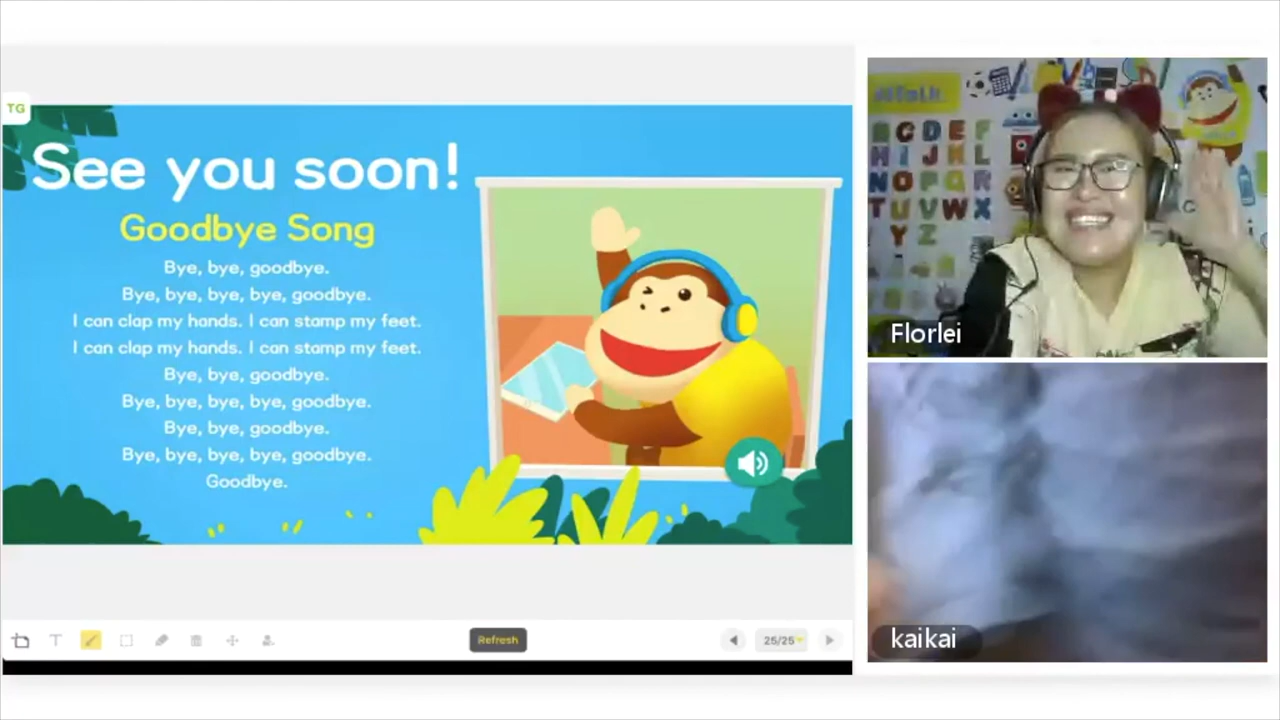 TG
See you soon!
Goodbye Song
Bye, bye, goodbye.
Bye, bye, bye, bye, goodbye.
I can clap my hands. I can stamp my feet.
I can clap my hands. I can stamp my feet.
Bye, bye, goodbye.
Bye, bye, bye, bye, goodbye.
Bye, bye, goodbye.
Bye, bye, bye, bye, goodbye.
Goodbye.
T
Refresh
25/25
Florlei
kaikai